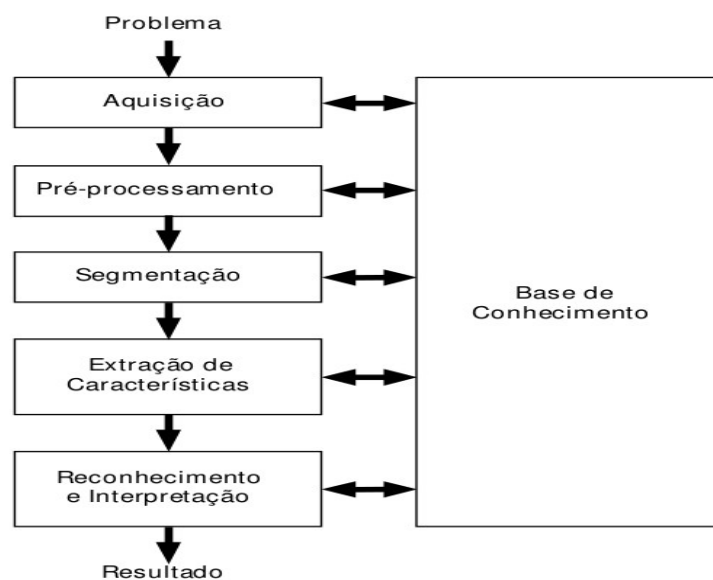 Problema
Aquisição
Pré-processamento
Segmentação
Extração de
Características
Reconhecimento
e Interpretação
Resultado
Base de
Conhecimento